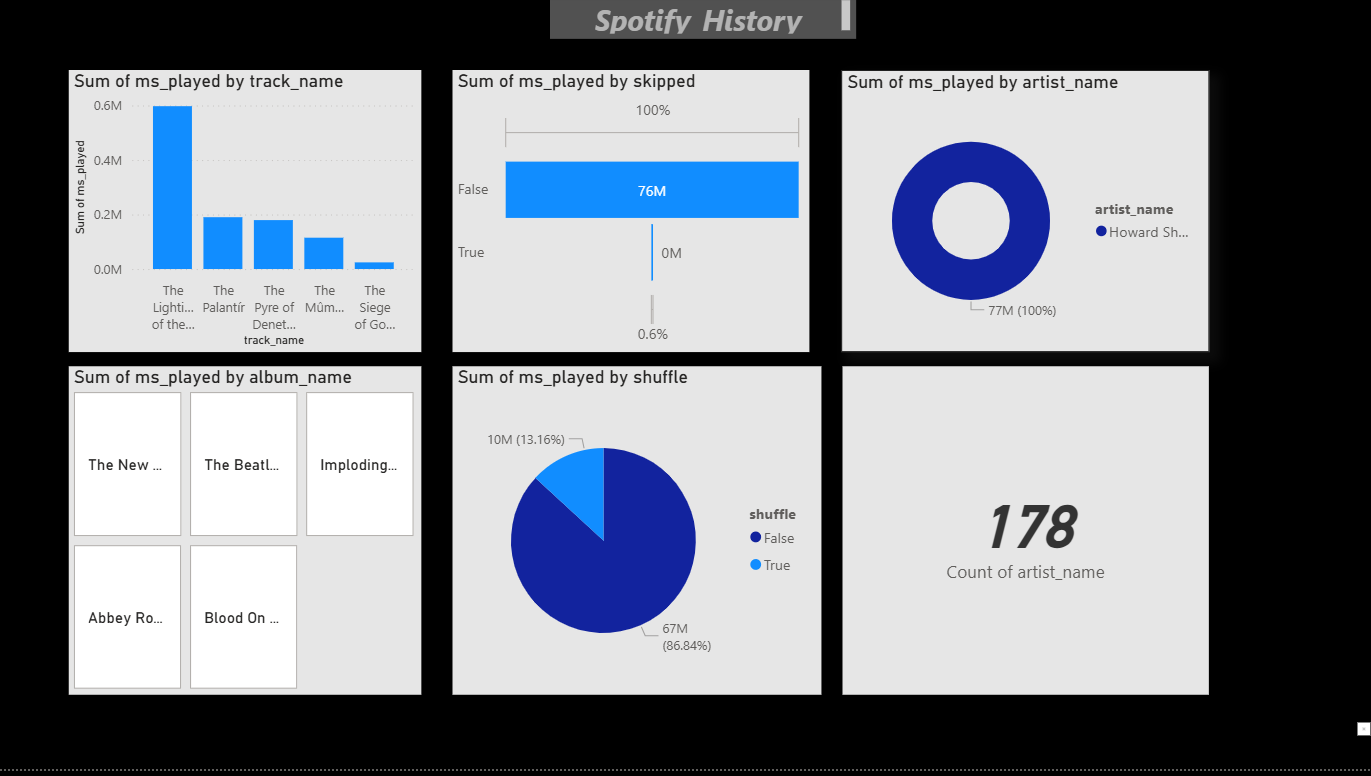 Spotify History
Sum of ms_played by track_name
Sum of ms_played
0.6M
0.4M
0.2M
0.0M
The
Lighti...
of the...
The
Palantír
The
Pyre of
Denet...
The
Mûm...
The
Siege
of Go...
track_name
Sum of ms_played by skipped
100%
False
76M
True
0M
0.6%
Sum of ms_played by artist_name
artist_name
Howard Sh...
77M (100%)
Sum of ms_played by album_name
The New ...
The Beatl...
Imploding...
Abbey Ro...
Blood On ...
Sum of ms_played by shuffle
10M (13.16%)
shuffle
False
True
67M
(86.84%)
178
Count of artist_name